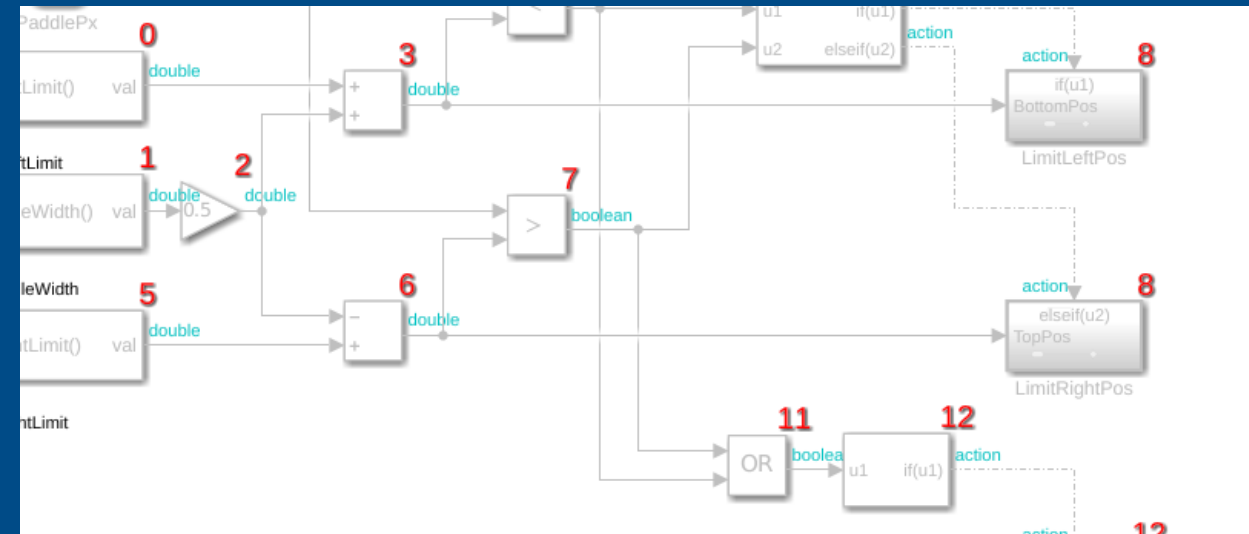 PaddlePx
u1 if(u1)
action
u2 elseif(u2)
0
double
Limit() val
3
+
+
double
action 8
if(u1)
BottomPos
LimitLeftPos
ftLimit
1
double
eWidth() val
2
0.5
double
7
>
boolean
leWidth
5
double
tLimit() val
6
−
+
double
action 8
elseif(u2)
TopPos
LimitRightPos
ntLimit
11
OR
boolea
12
u1 if(u1)
action
action